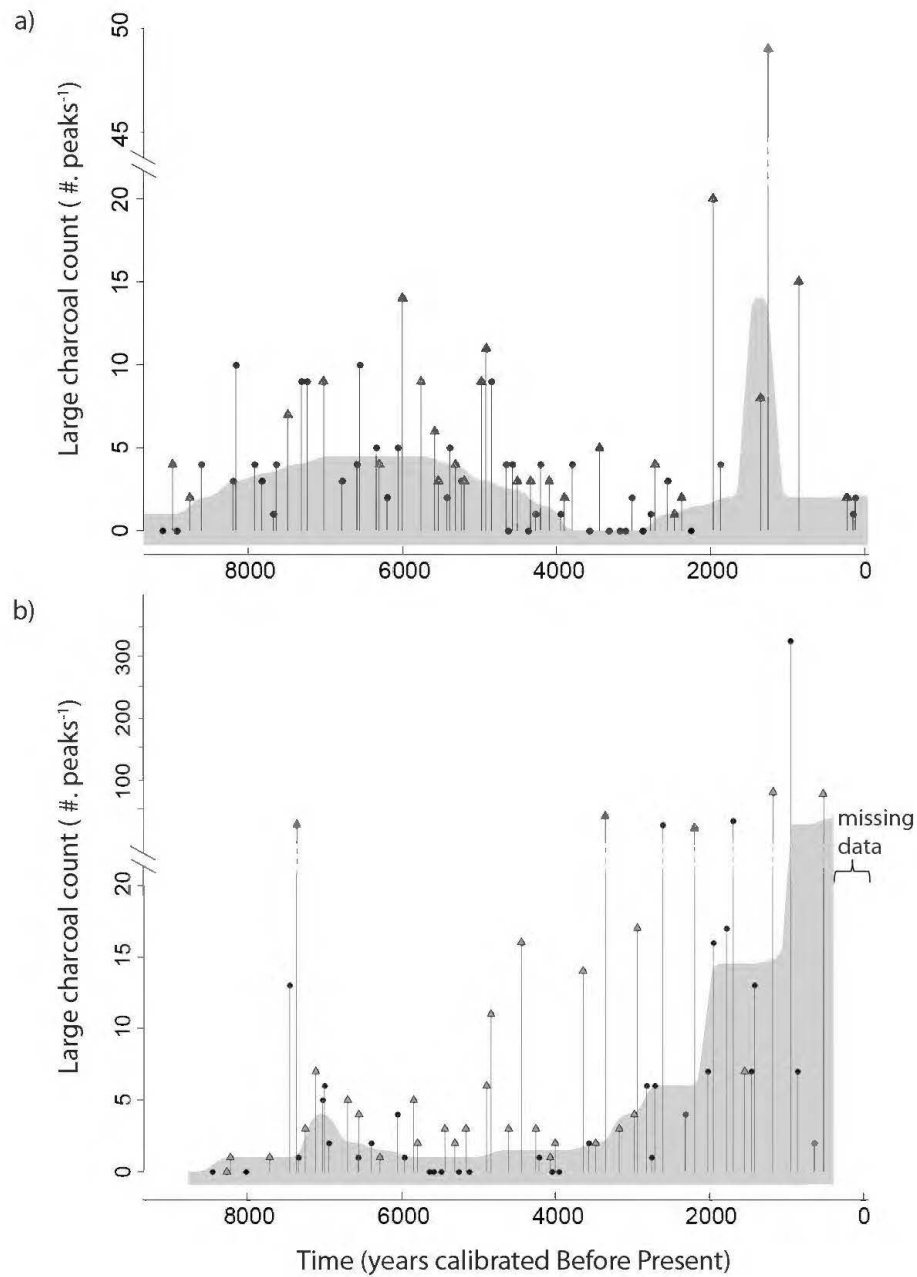 a)
Large charcoal count ( #. peaks⁻¹)
50
45
20
15
10
5
0
8000 6000 4000 2000 0
b)
Large charcoal count ( #. peaks⁻¹)
300
200
100
20
15
10
5
0
missing
data
8000 6000 4000 2000 0
Time (years calibrated Before Present)